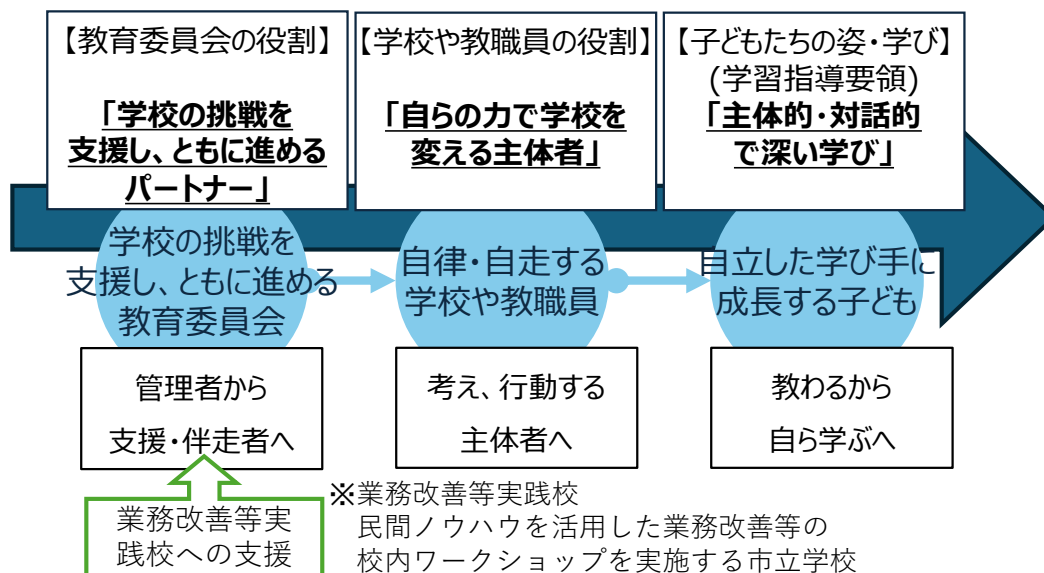 【教育委員会の役割】
「学校の挑戦を
支援し、ともに進める
パートナー」
【学校や教職員の役割】
「自らの力で学校を
変える主体者」
【子どもたちの姿・学び】
(学習指導要領)
「主体的・対話的
で深い学び」
学校の挑戦を
支援し、ともに進める
教育委員会
自律・自走する
学校や教職員
自立した学び手に
成長する子ども
管理者から
支援・伴走者へ
考え、行動する
主体者へ
教わるから
自ら学ぶへ
業務改善等実
践校への支援
※業務改善等実践校
民間ノウハウを活用した業務改善等の
校内ワークショップを実施する市立学校